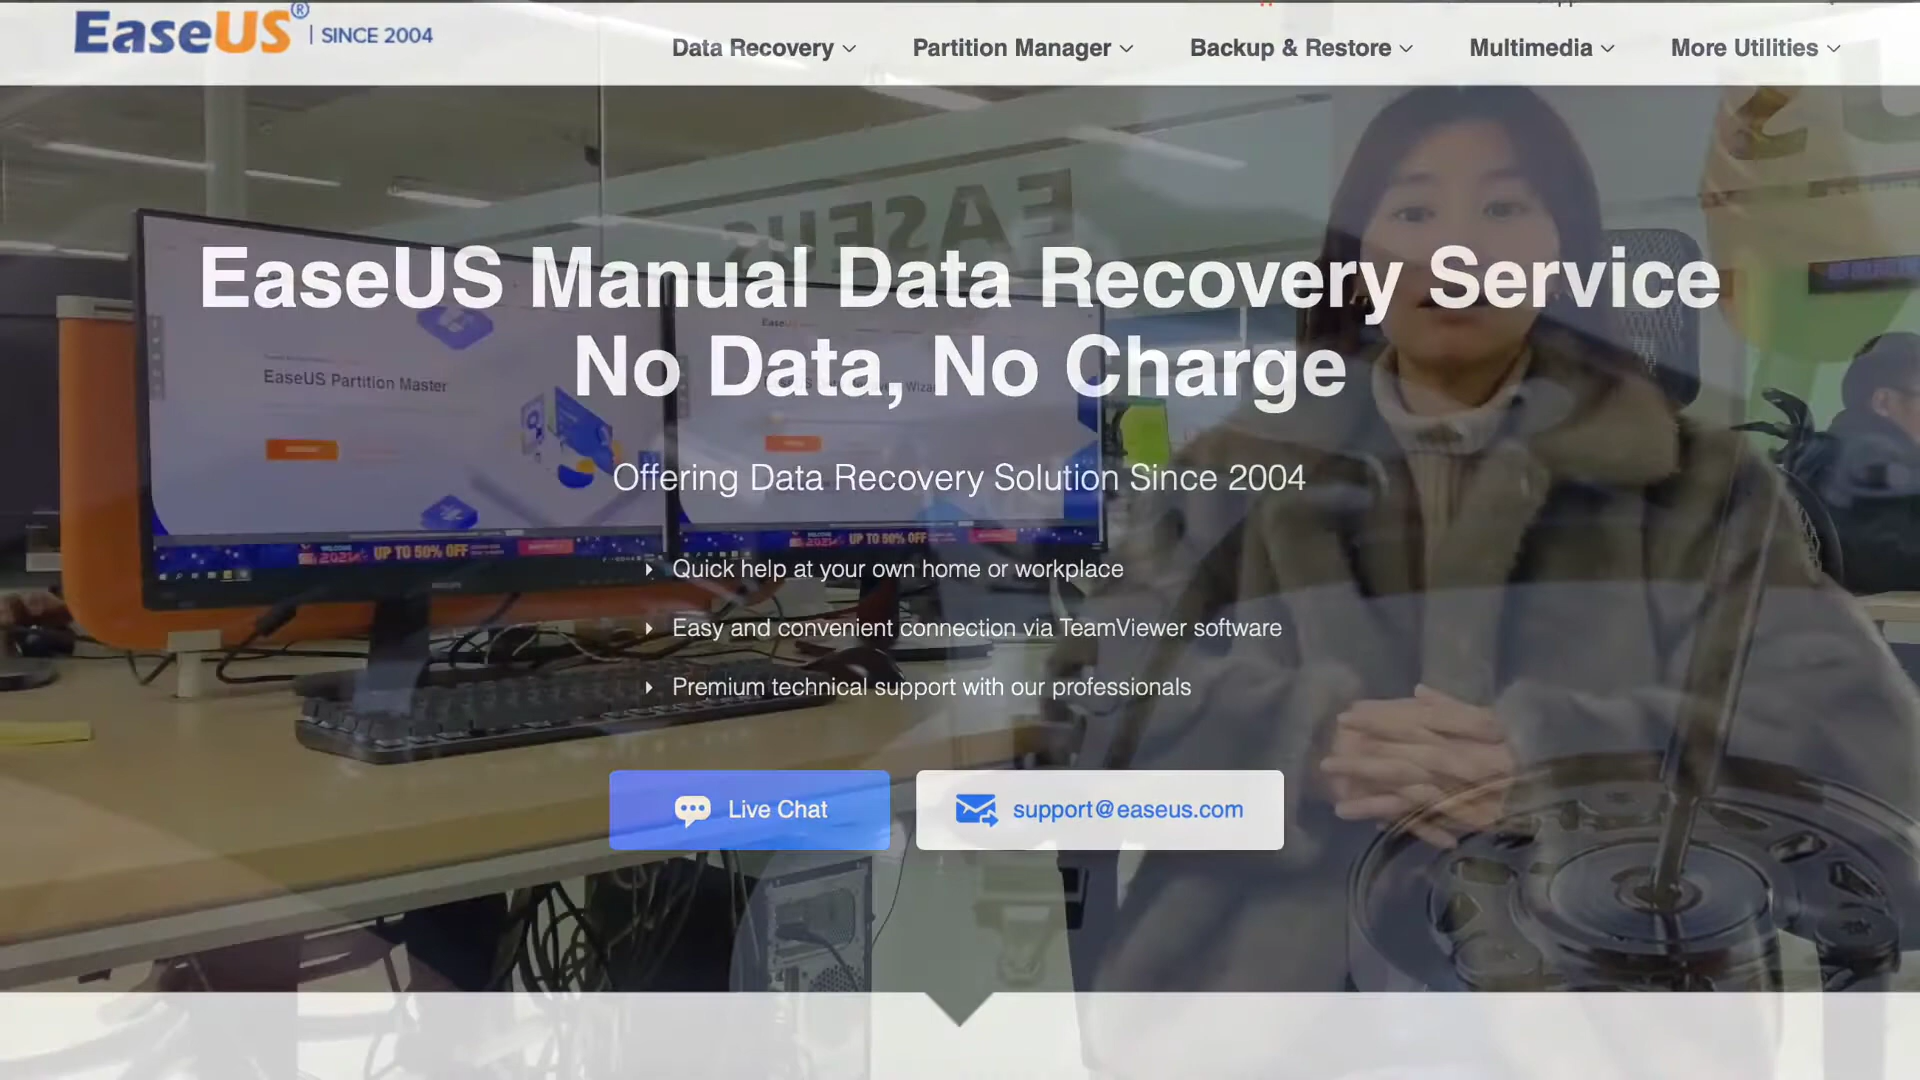 EaseUS® | SINCE 2004
Data Recovery
Partition Manager
Backup & Restore
Multimedia
More Utilities
EASEUS
EaseUS Manual Data Recovery Service
No Data, No Charge
EaseUS Partition Master
Offering Data Recovery Solution Since 2004
UP TO 50% OFF
UP TO 50% OFF
Quick help at your own home or workplace
Easy and convenient connection via TeamViewer software
Premium technical support with our professionals
Live Chat
support@easeus.com